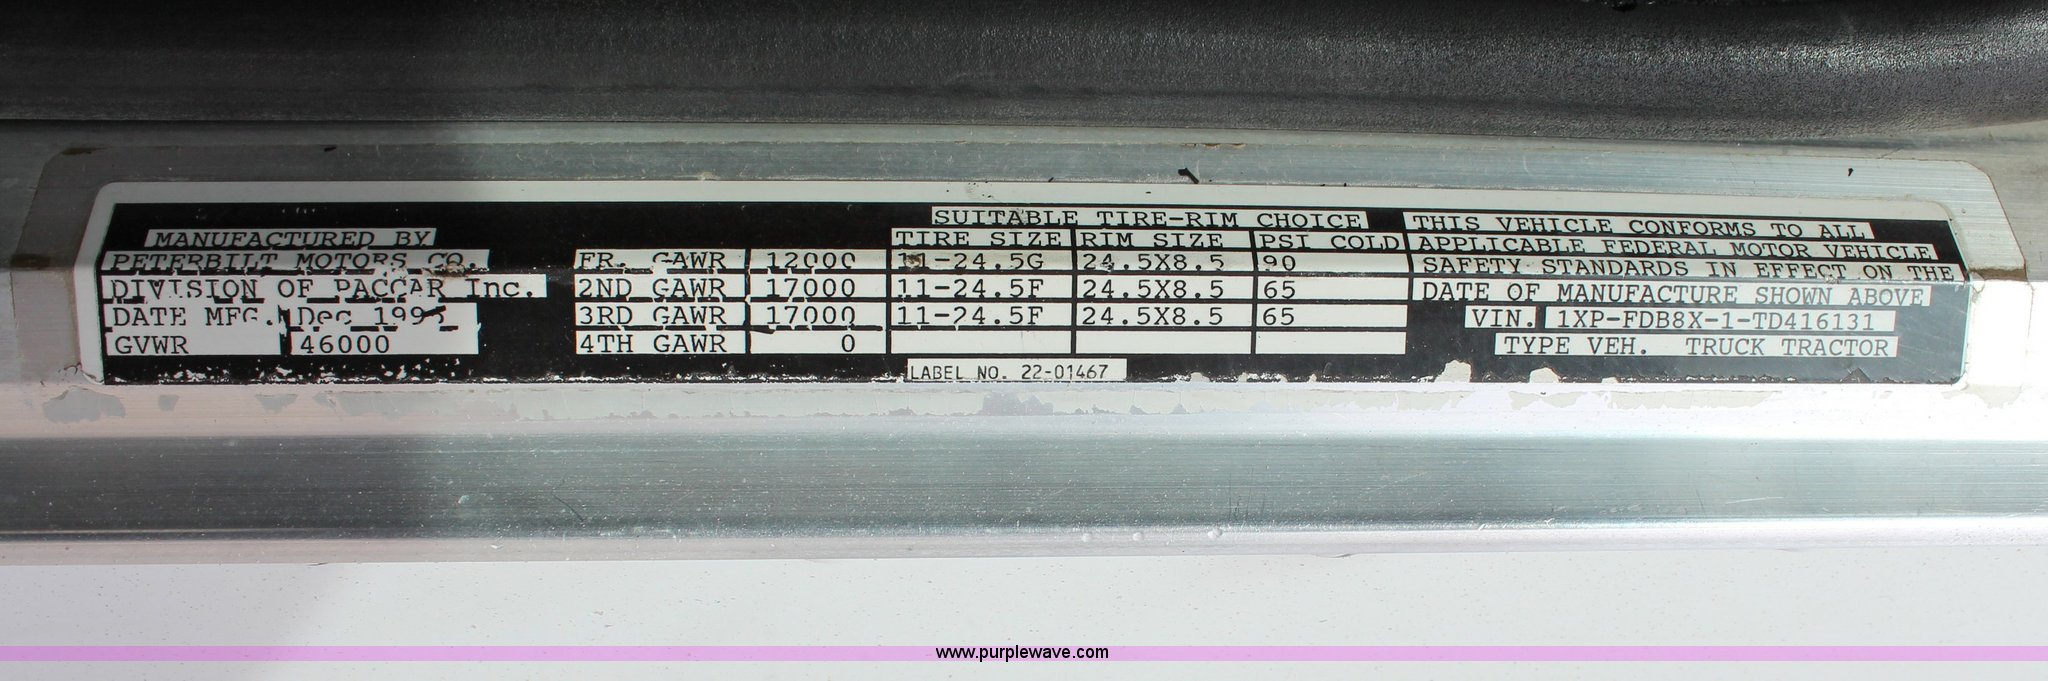 SUITABLE TIRE-RIM CHOICE
MANUFACTURED BY
PETERBILT MOTORS CO.
DIVISION OF PACCAR Inc.
DATE MFG. Dec
GVWR 46000
TIRE SIZE RIM SIZE PSI COLD
FR. GAWR 12000 11-24.5G 24.5X8.5 90
2ND GAWR 17000 11-24.5F 24.5X8.5 65
3RD GAWR 17000 11-24.5F 24.5X8.5 65
4TH GAWR 0
LABEL NO. 22-01467
THIS VEHICLE CONFORMS TO ALL
APPLICABLE FEDERAL MOTOR VEHICLE
SAFETY STANDARDS IN EFFECT ON THE
DATE OF MANUFACTURE SHOWN ABOVE
VIN. 1XP-FDB8X-1-TD416131
TYPE VEH. TRUCK TRACTOR
www.purplewave.com